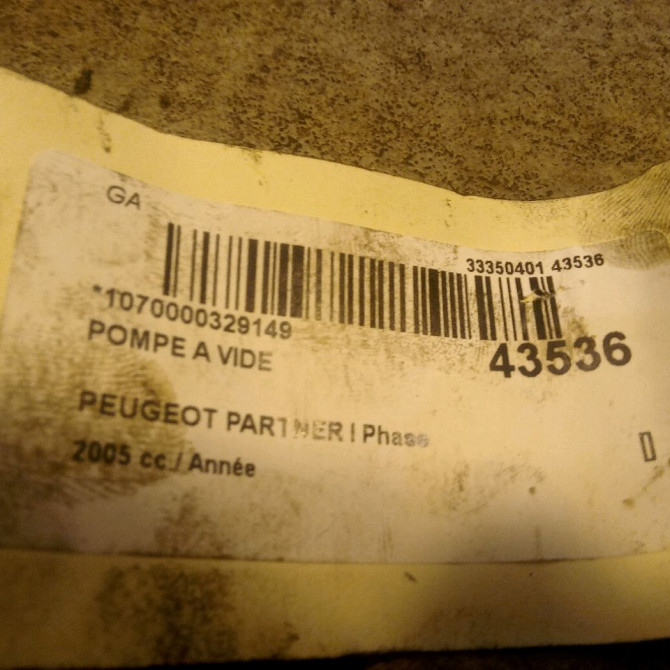 GA
33350401 43536
*1070000329149
43536
POMPE A VIDE
PEUGEOT PARTNER I Phase
2005 cc / Année